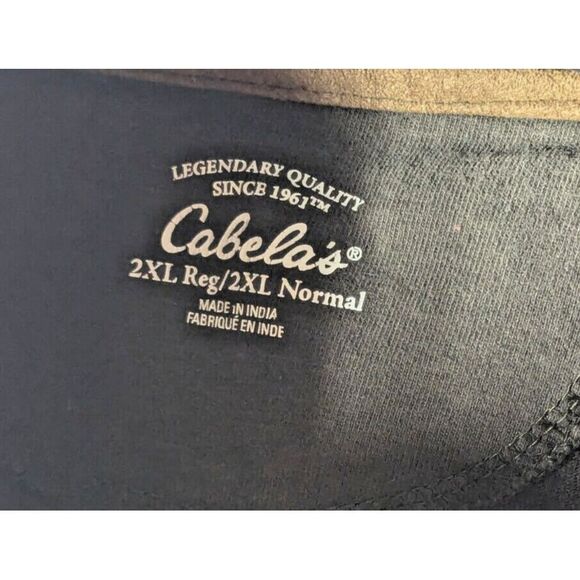 LEGENDARY QUALITY
SINCE 1961™
Cabela's®
2XL Reg/2XL Normal
MADE IN INDIA
FABRIQUÉ EN INDE